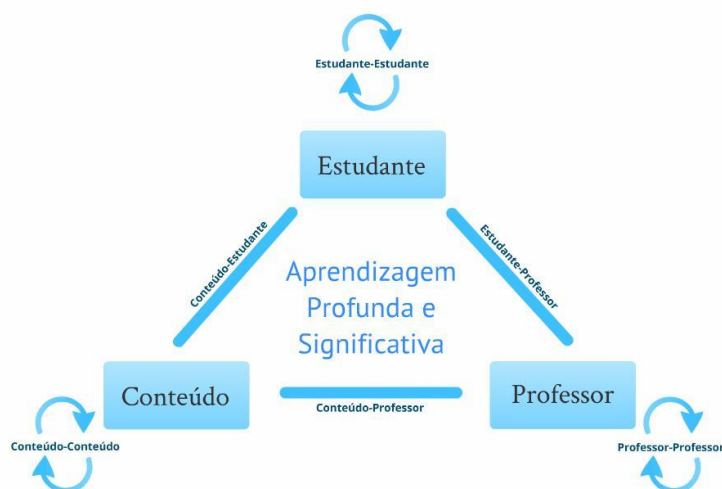 Estudante-Estudante
Estudante
Conteúdo-Estudante
Estudante-Professor
Aprendizagem
Profunda e
Significativa
Conteúdo
Professor
Conteúdo-Professor
Conteúdo-Conteúdo
Professor-Professor